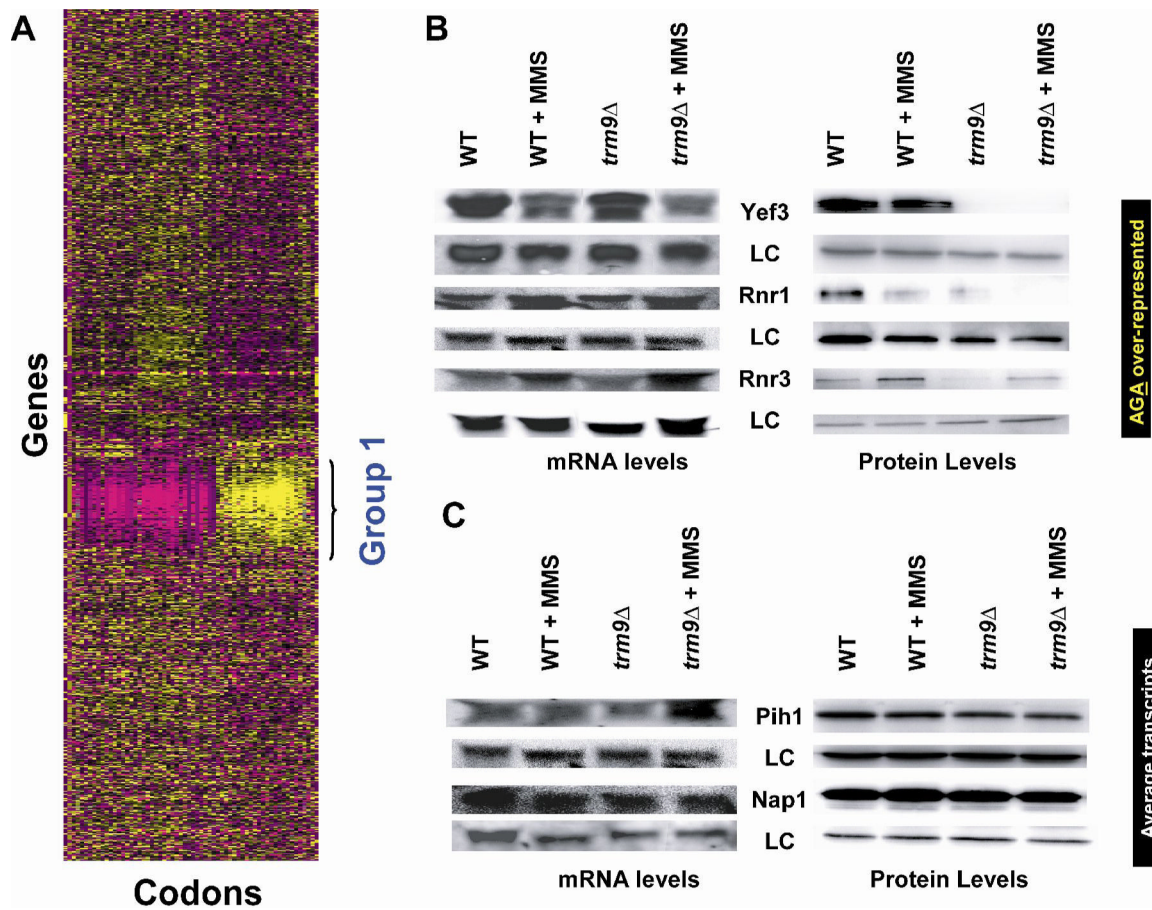 A
Genes
Codons
Group 1
B
WT
WT + MMS
trm9Δ
trm9Δ + MMS
WT
WT + MMS
trm9Δ
trm9Δ + MMS
Yef3
LC
Rnr1
LC
Rnr3
LC
mRNA levels
Protein Levels
AGA over-represented
C
WT
WT + MMS
trm9Δ
trm9Δ + MMS
WT
WT + MMS
trm9Δ
trm9Δ + MMS
Pih1
LC
Nap1
LC
mRNA levels
Protein Levels
Average transcripts